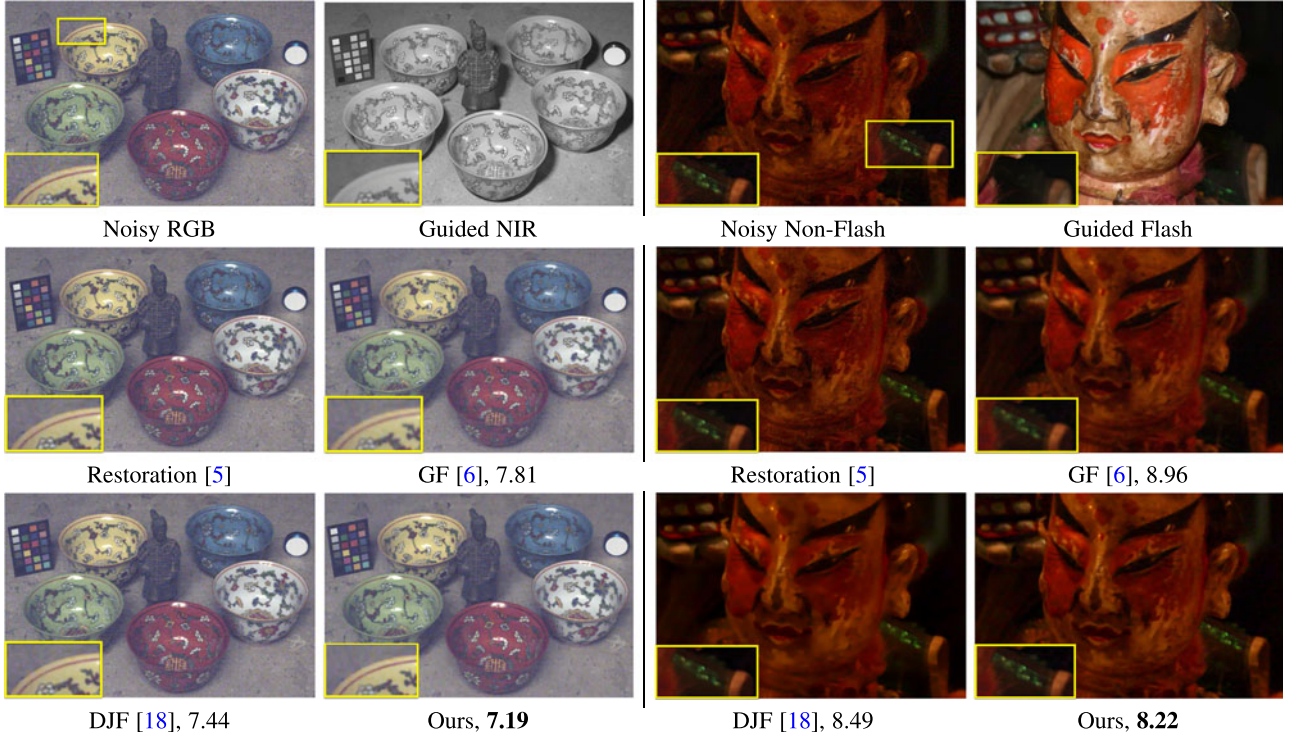 Noisy RGB
Guided NIR
Noisy Non-Flash
Guided Flash
Restoration [5]
GF [6], 7.81
Restoration [5]
GF [6], 8.96
DJF [18], 7.44
Ours, 7.19
DJF [18], 8.49
Ours, 8.22